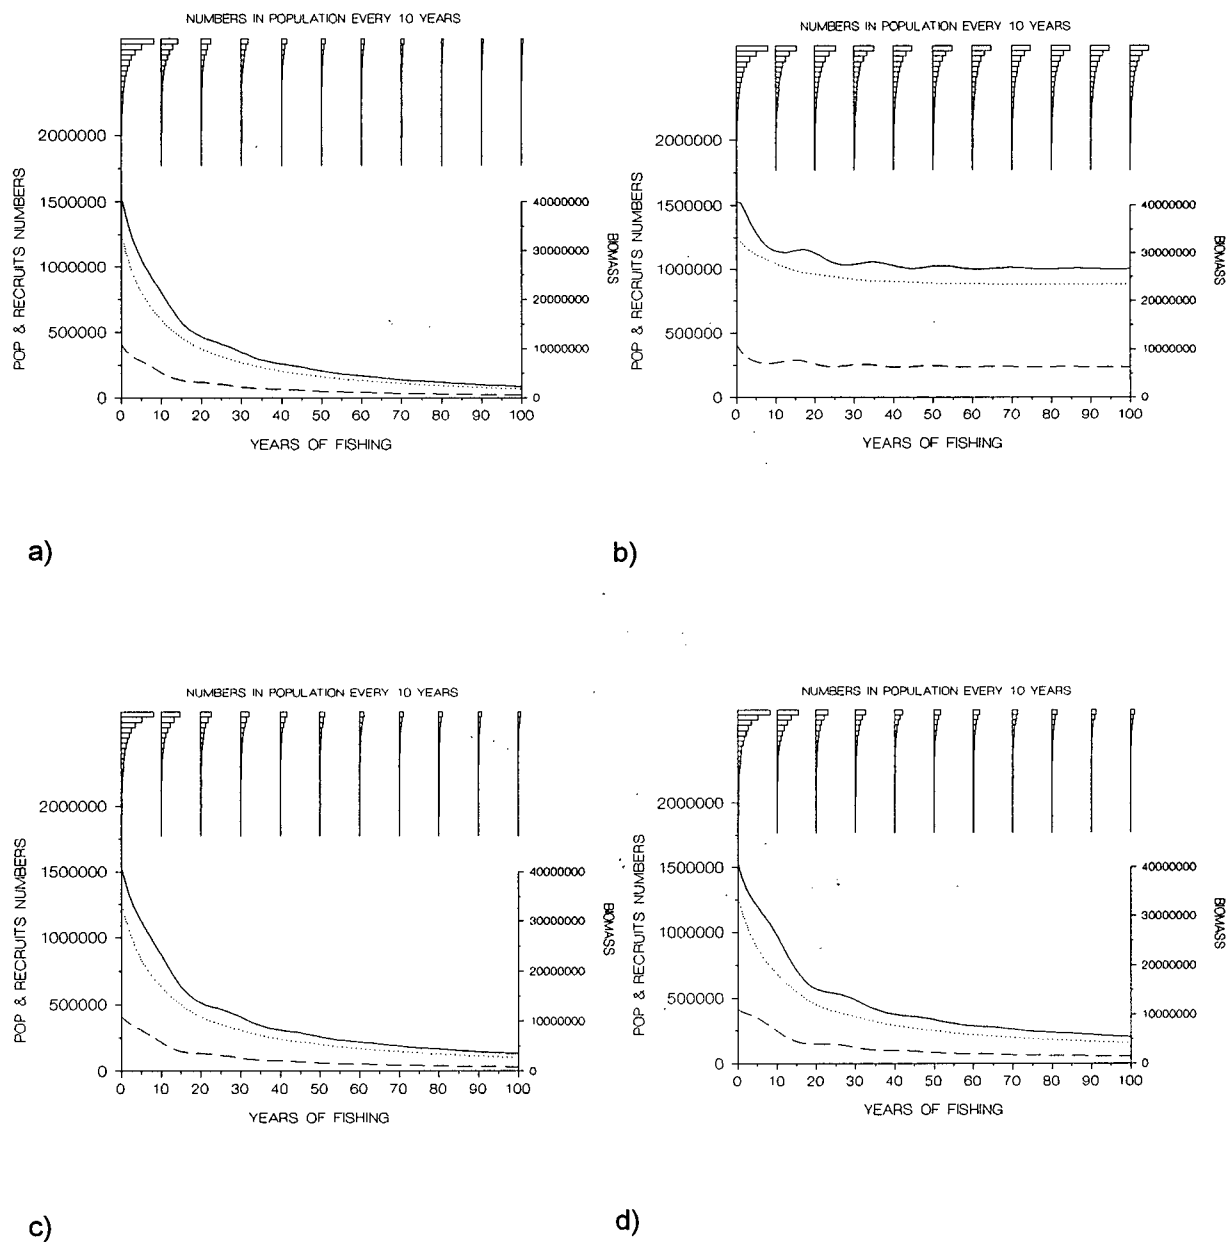 NUMBERS IN POPULATION EVERY 10 YEARS
2000000
1500000
1000000
500000
0
POP & RECRUITS NUMBERS
40000000
30000000
20000000
10000000
0
BIOMASS
0 10 20 30 40 50 60 70 80 90 100
YEARS OF FISHING
a)
NUMBERS IN POPULATION EVERY 10 YEARS
2000000
1500000
1000000
500000
0
POP & RECRUITS NUMBERS
40000000
30000000
20000000
10000000
0
BIOMASS
0 10 20 30 40 50 60 70 80 90 100
YEARS OF FISHING
b)
NUMBERS IN POPULATION EVERY 10 YEARS
2000000
1500000
1000000
500000
0
POP & RECRUITS NUMBERS
40000000
30000000
20000000
10000000
0
BIOMASS
0 10 20 30 40 50 60 70 80 90 100
YEARS OF FISHING
c)
NUMBERS IN POPULATION EVERY 10 YEARS
2000000
1500000
1000000
500000
0
POP & RECRUITS NUMBERS
40000000
30000000
20000000
10000000
0
BIOMASS
0 10 20 30 40 50 60 70 80 90 100
YEARS OF FISHING
d)